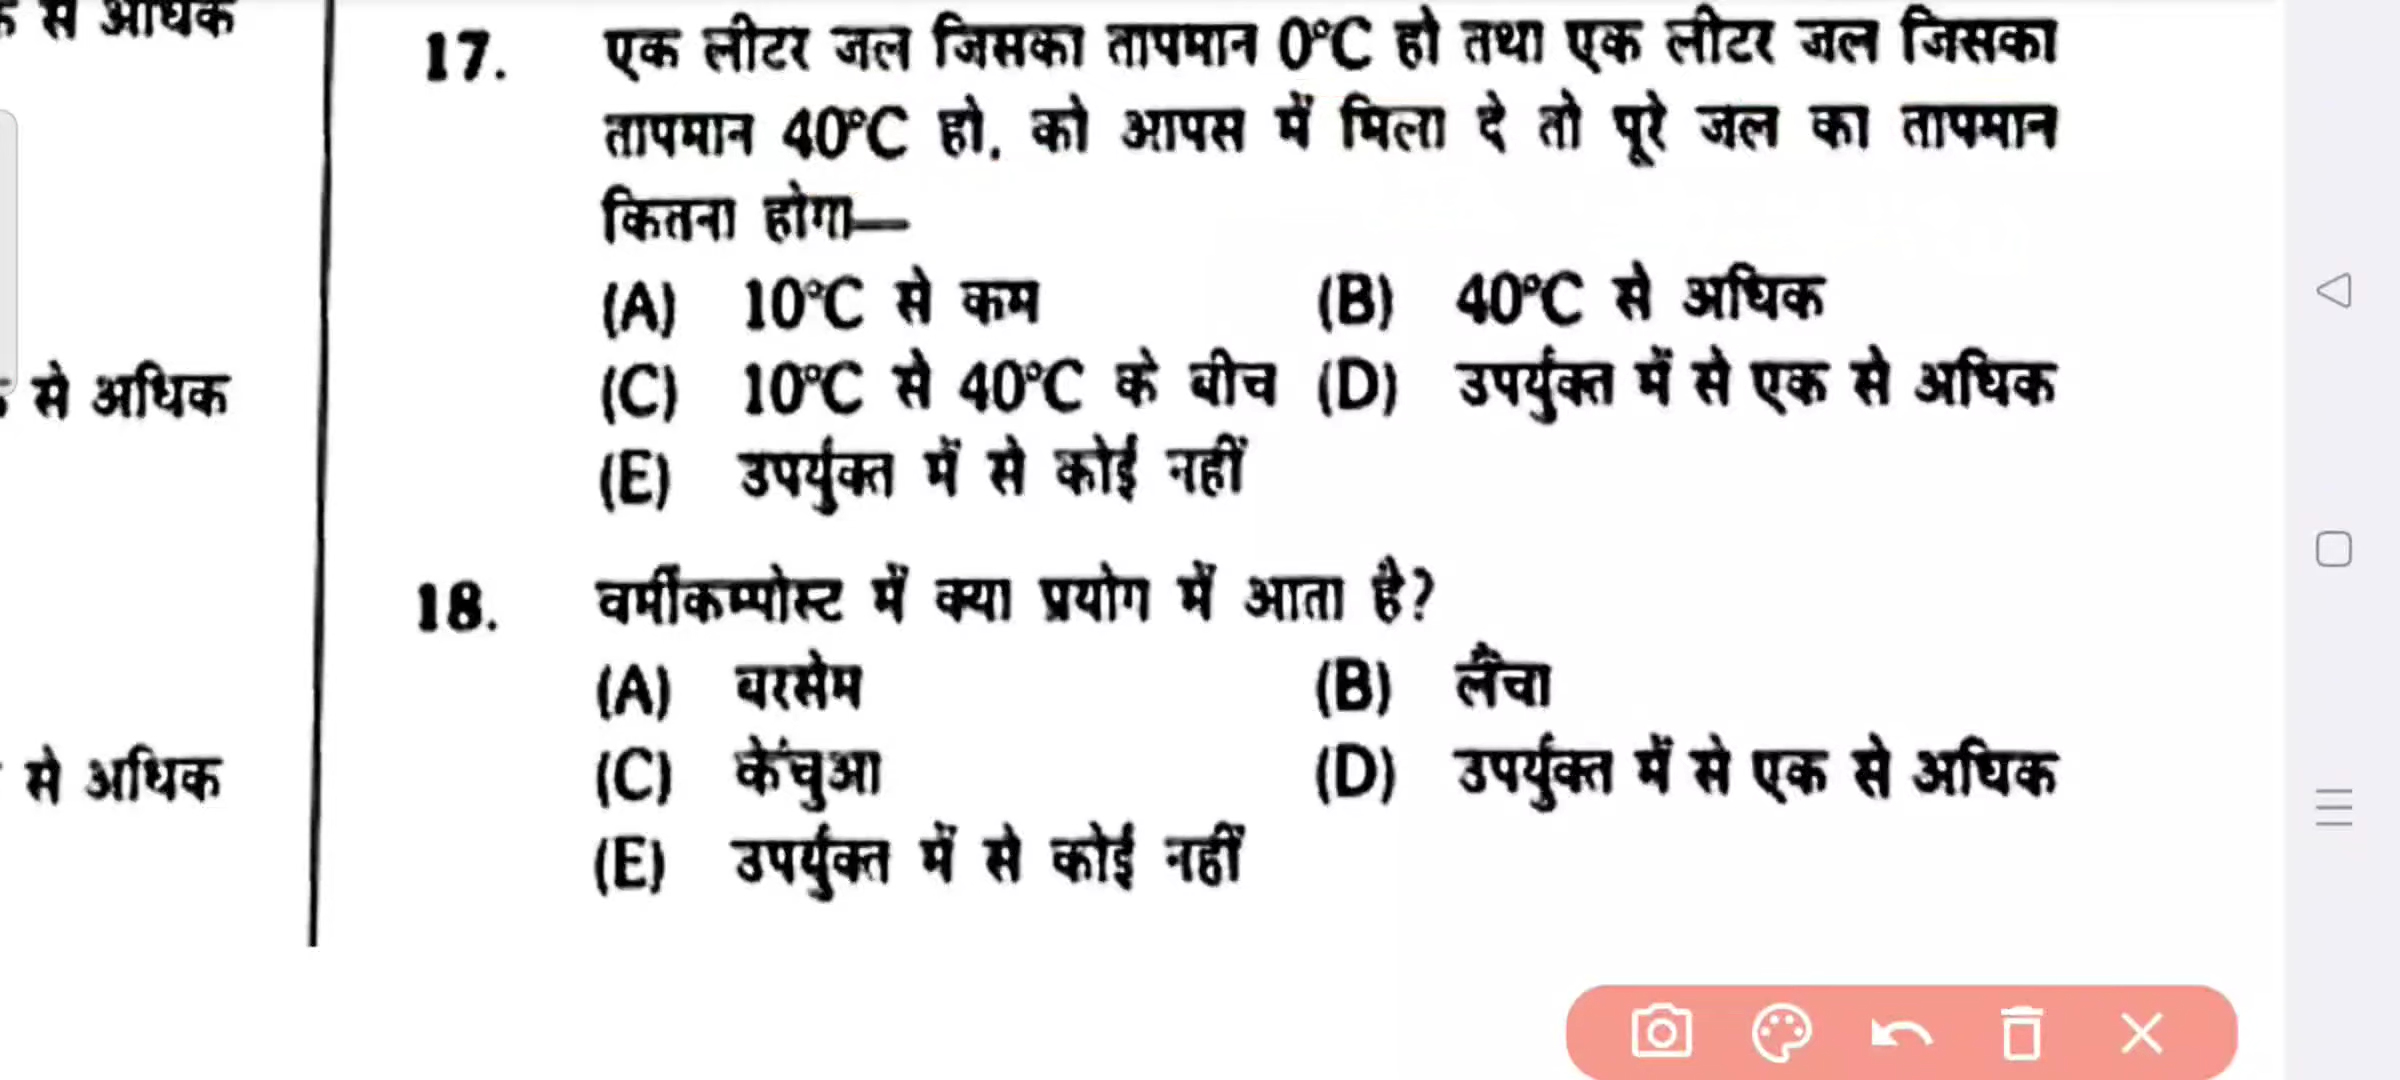 से अधिक
17. एक लीटर जल जिसका तापमान 0°C हो तथा एक लीटर जल जिसका
तापमान 40°C हो, को आपस में मिला दे तो पूरे जल का तापमान
कितना होगा—
(A) 10°C से कम (B) 40°C से अधिक
(C) 10°C से 40°C के बीच (D) उपर्युक्त में से एक से अधिक
से अधिक
(E) उपर्युक्त में से कोई नहीं
18. वर्मीकम्पोस्ट में क्या प्रयोग में आता है?
(A) बरसेम (B) लैंचा
(C) केंचुआ (D) उपर्युक्त में से एक से अधिक
से अधिक
(E) उपर्युक्त में से कोई नहीं